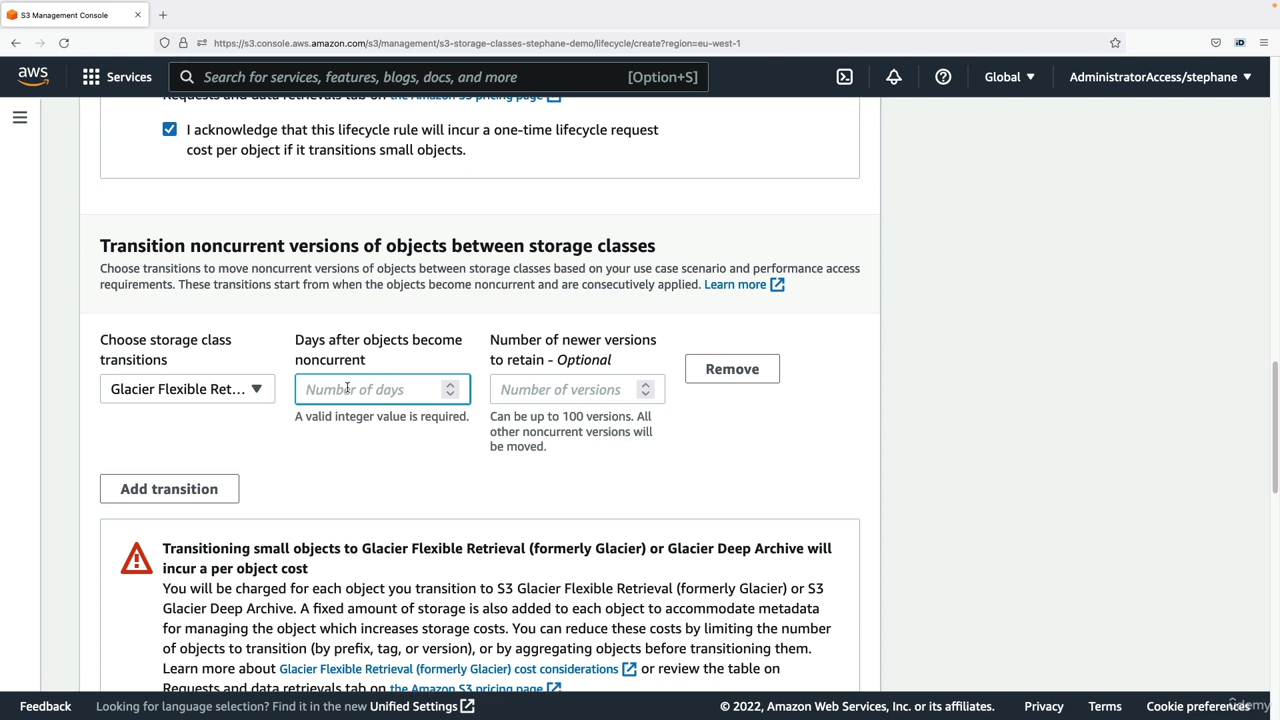 S3 Management Console
https://s3.console.aws.amazon.com/s3/management/s3-storage-classes-stephane-demo/lifecycle/create?region=eu-west-1
aws
Services
Search for services, features, blogs, docs, and more
[Option+S]
Global
AdministratorAccess/stephane
Requests and data retrievals tab on the Amazon S3 pricing page
I acknowledge that this lifecycle rule will incur a one-time lifecycle request
cost per object if it transitions small objects.
Transition noncurrent versions of objects between storage classes
Choose transitions to move noncurrent versions of objects between storage classes based on your use case scenario and performance access
requirements. These transitions start from when the objects become noncurrent and are consecutively applied. Learn more
Choose storage class
transitions
Glacier Flexible Ret...
Days after objects become
noncurrent
Number of days
A valid integer value is required.
Number of newer versions
to retain - Optional
Number of versions
Can be up to 100 versions. All
other noncurrent versions will
be moved.
Remove
Add transition
Transitioning small objects to Glacier Flexible Retrieval (formerly Glacier) or Glacier Deep Archive will
incur a per object cost
You will be charged for each object you transition to S3 Glacier Flexible Retrieval (formerly Glacier) or S3
Glacier Deep Archive. A fixed amount of storage is also added to each object to accommodate metadata
for managing the object which increases storage costs. You can reduce these costs by limiting the number
of objects to transition (by prefix, tag, or version), or by aggregating objects before transitioning them.
Learn more about Glacier Flexible Retrieval (formerly Glacier) cost considerations or review the table on
Requests and data retrievals tab on the Amazon S3 pricing page
Feedback
Looking for language selection? Find it in the new Unified Settings
© 2022, Amazon Web Services, Inc. or its affiliates.
Privacy
Terms
Cookie preferences
Udemy